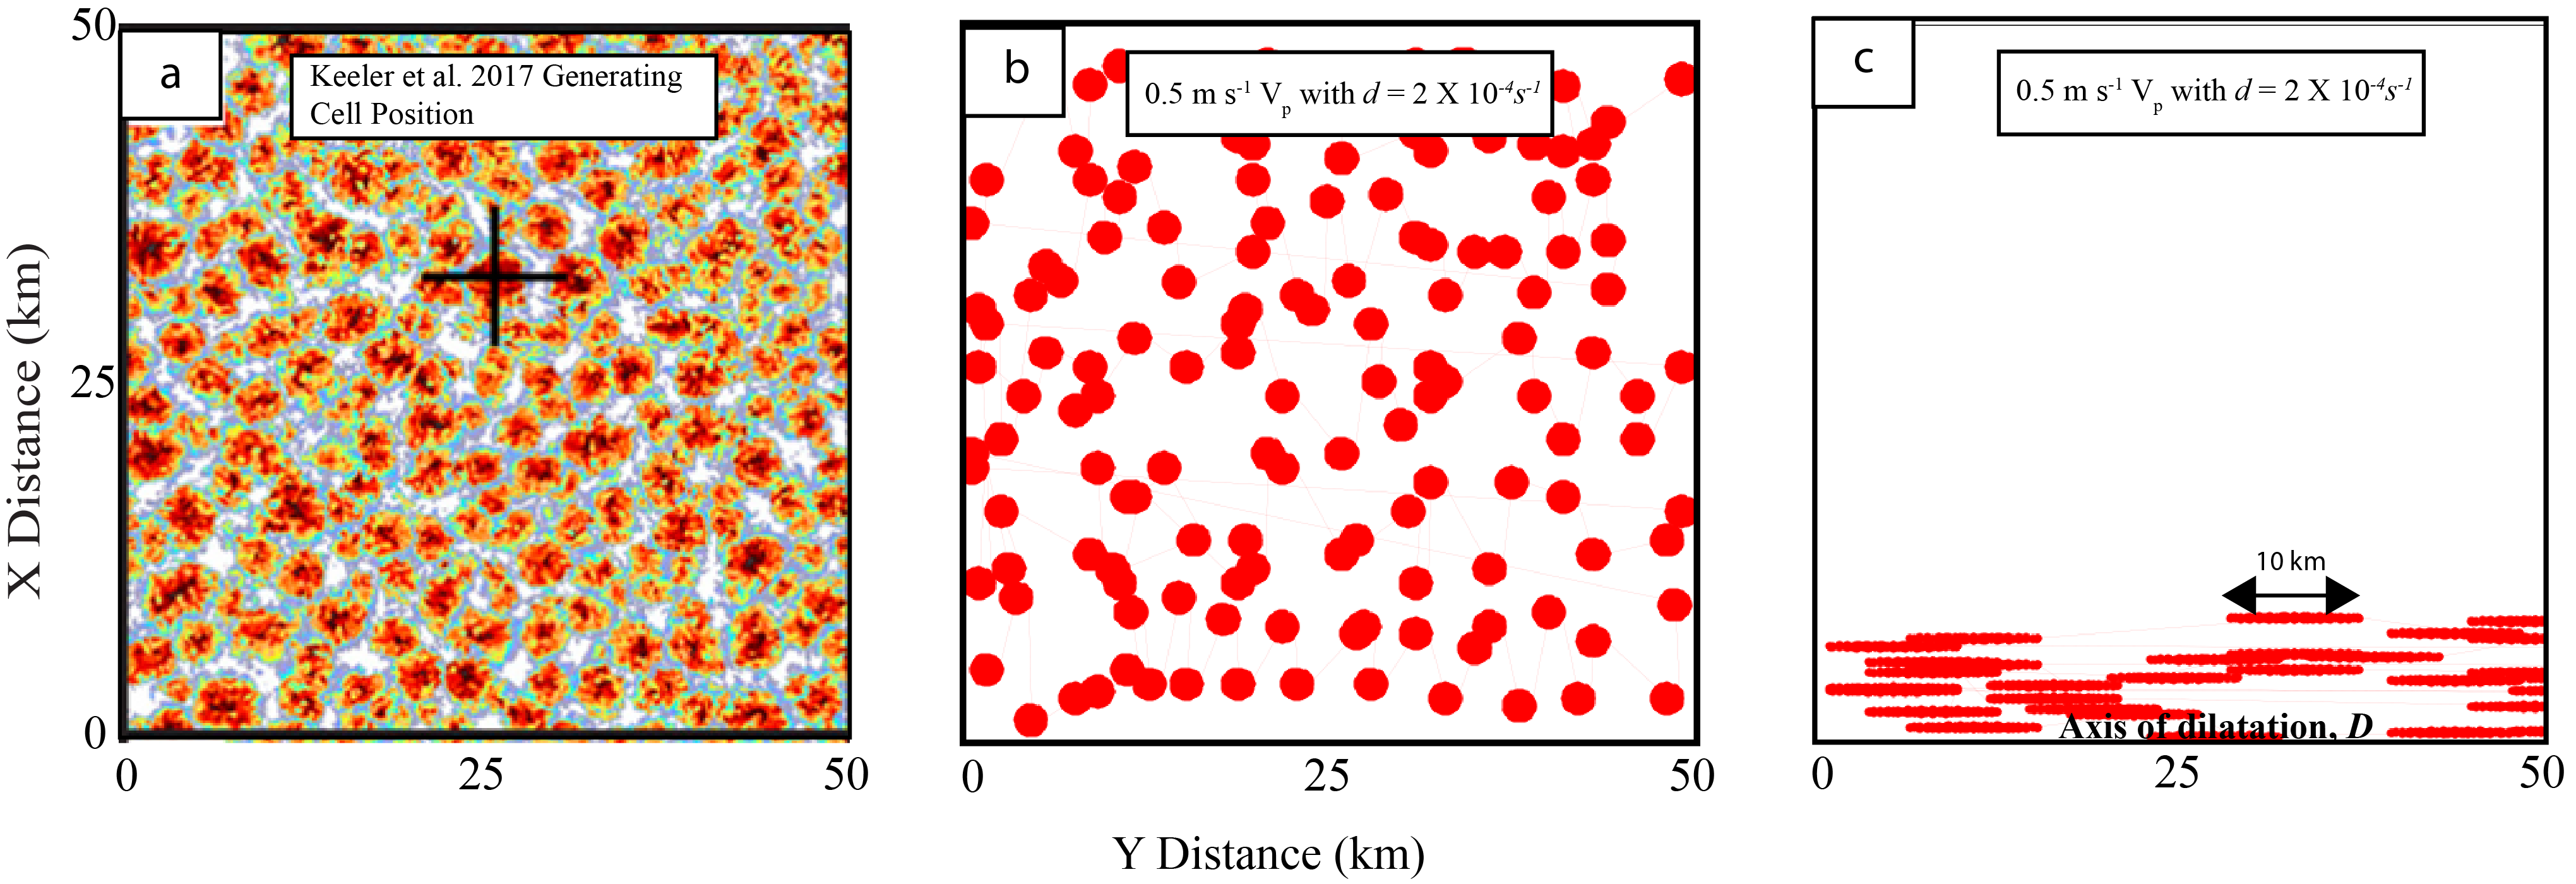 50
a
Keeler et al. 2017 Generating
Cell Position
b
0.5 m s-1 Vp with d = 2 X 10-4s-1
c
0.5 m s-1 Vp with d = 2 X 10-4s-1
X Distance (km)
25
10 km
Axis of dilatation, D
0
0
25
50
0
25
50
0
25
50
Y Distance (km)